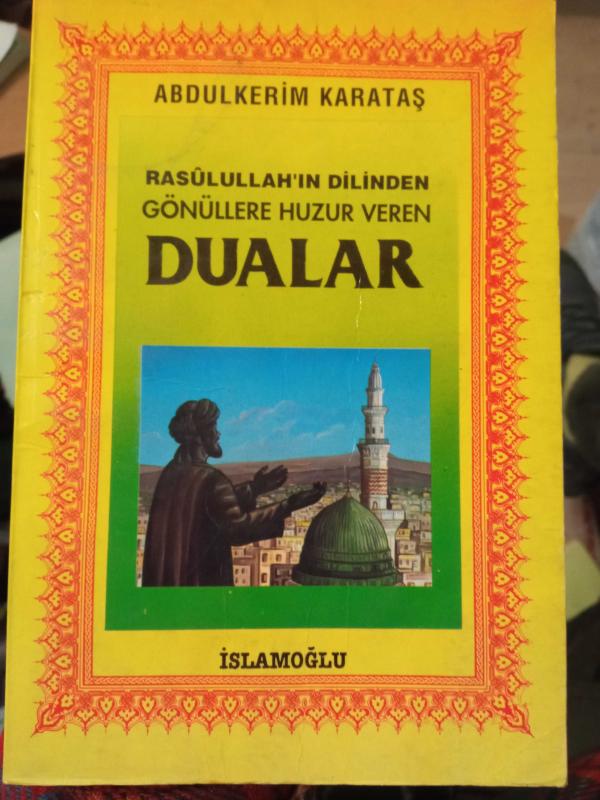 ABDULKERİM KARATAŞ
RASÛLULLAH'IN DİLİNDEN
GÖNÜLLERE HUZUR VEREN
DUALAR
İSLAMOĞLU